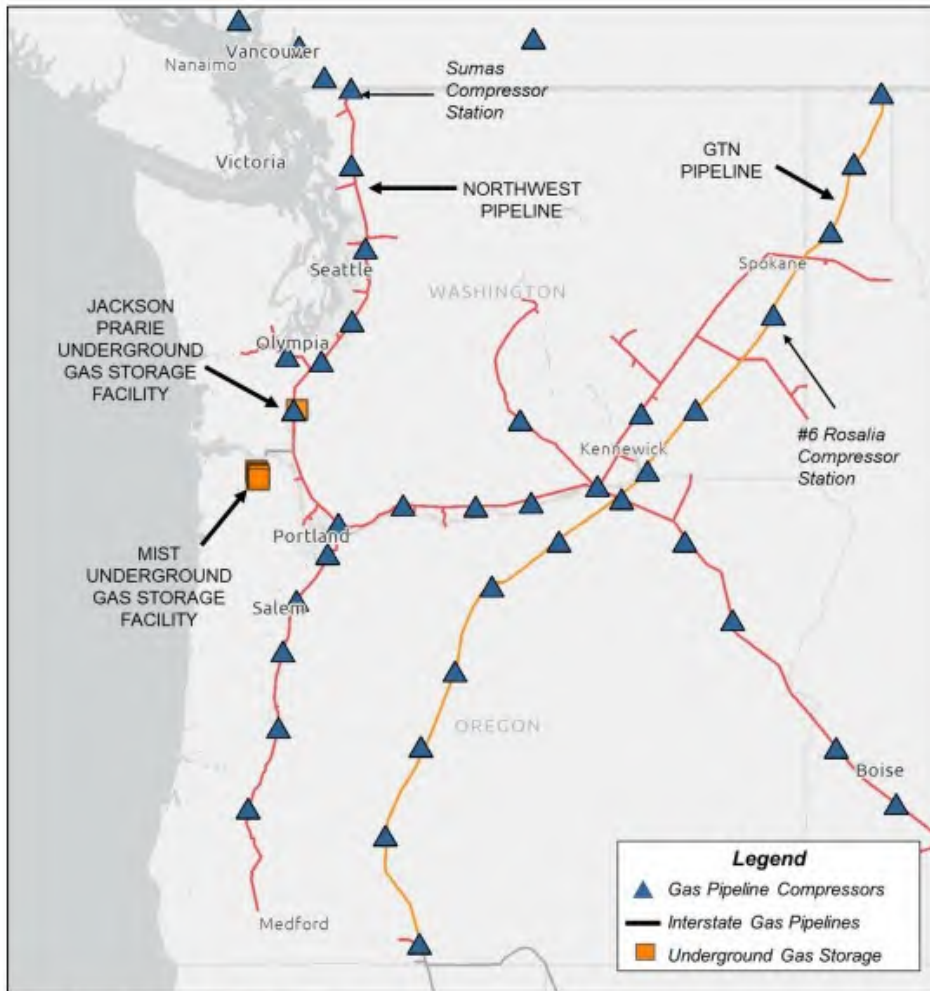 Vancouver
Nanaimo
Sumas
Compressor
Station
Victoria
GTN
PIPELINE
NORTHWEST
PIPELINE
Seattle
Spokane
WASHINGTON
JACKSON
PRARIE
UNDERGROUND
GAS STORAGE
FACILITY
Olympia
#6 Rosalia
Compressor
Station
Kennewick
Portland
MIST
UNDERGROUND
GAS STORAGE
FACILITY
Salem
OREGON
Boise
Medford
Legend
Gas Pipeline Compressors
Interstate Gas Pipelines
Underground Gas Storage